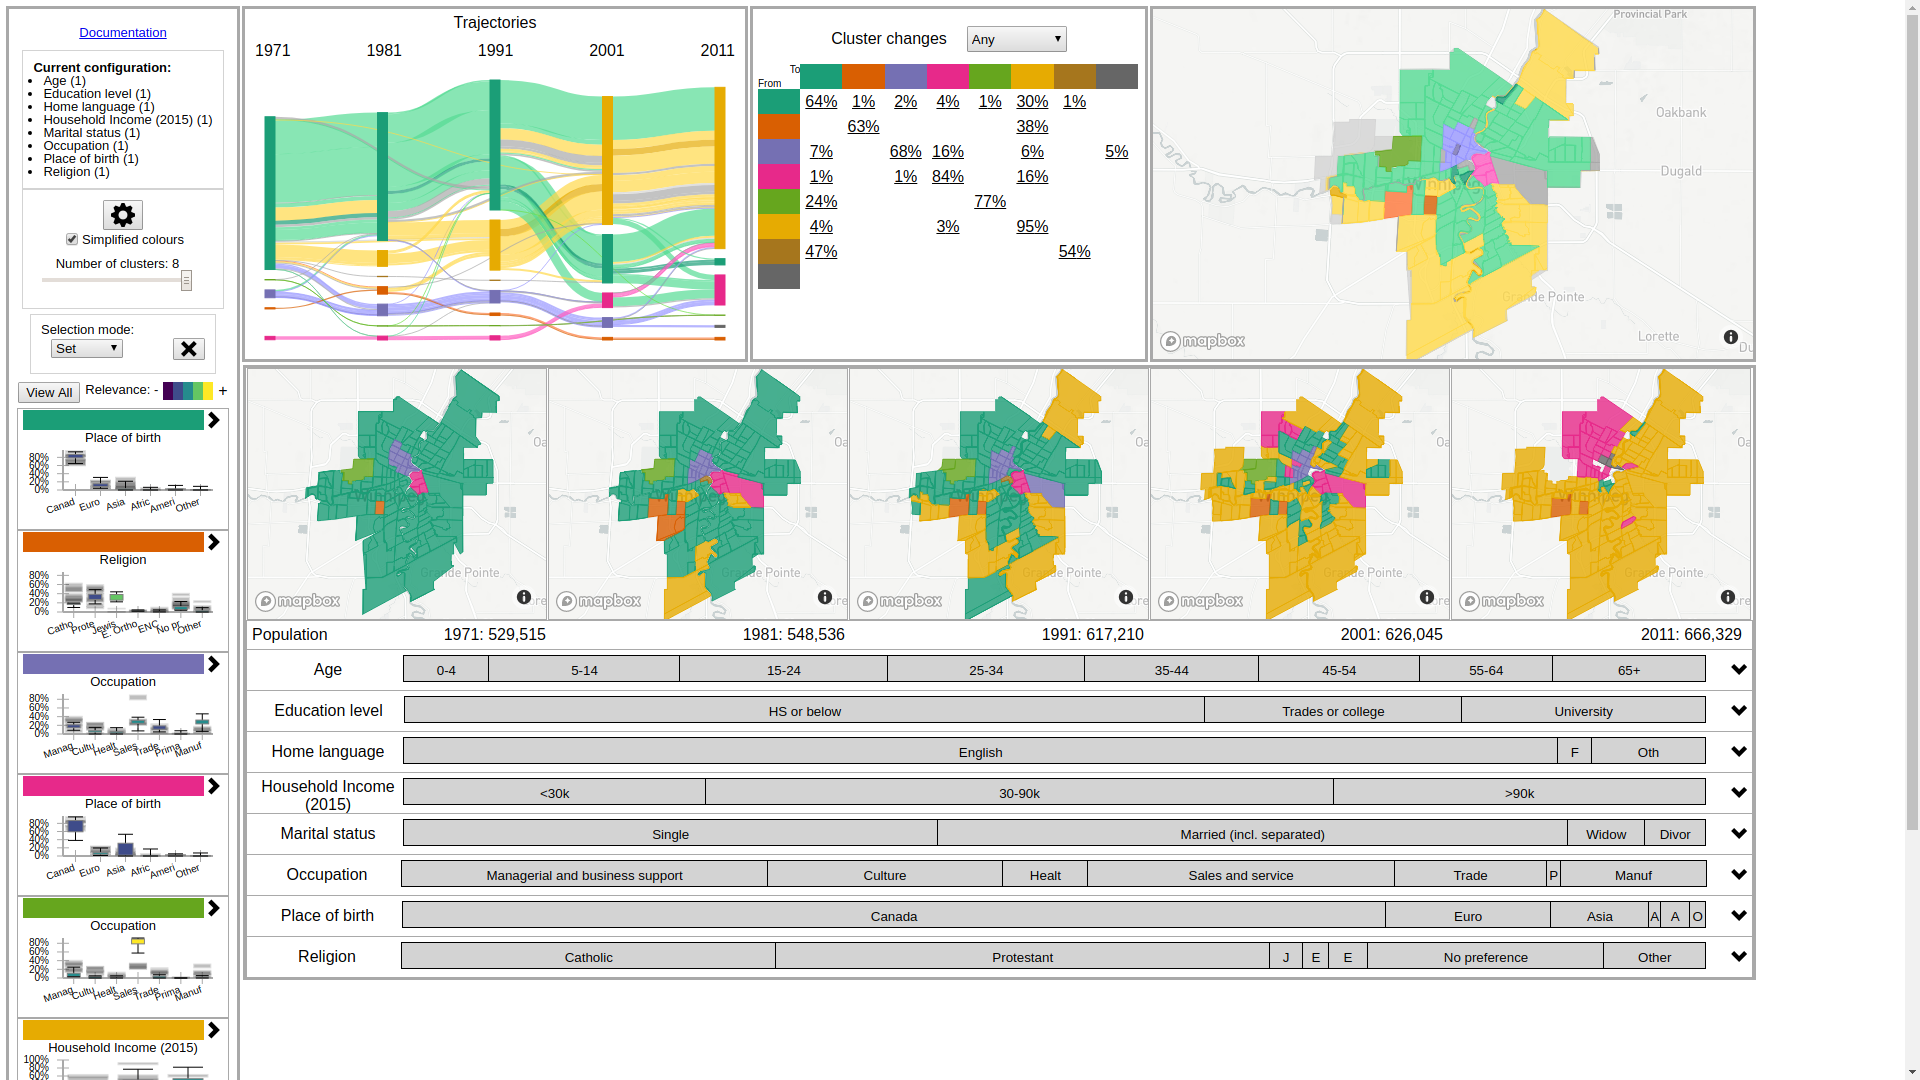 Documentation
Current configuration:
Age (1)
Education level (1)
Home language (1)
Household Income (2015) (1)
Marital status (1)
Occupation (1)
Place of birth (1)
Religion (1)
Simplified colours
Number of clusters: 8
Selection mode:
Set
View All
Relevance: - +
Place of birth
80%
60%
40%
20%
0%
Canad Euro Asia Afric Ameri Other
Religion
80%
60%
40%
20%
0%
Catho Prote Jewis E. Ortho ENC No pr Other
Occupation
80%
60%
40%
20%
0%
Manag Cultu Healt Sales Trade Prima Manuf
Place of birth
80%
60%
40%
20%
0%
Canad Euro Asia Afric Ameri Other
Occupation
80%
60%
40%
20%
0%
Manag Cultu Healt Sales Trade Prima Manuf
Household Income (2015)
100%
80%
60%
Trajectories
1971 1981 1991 2001 2011
Cluster changes Any
To
From
64% 1% 2% 4% 1% 30% 1%
63% 38%
7% 68% 16% 6% 5%
1% 1% 84% 16%
24% 77%
4% 3% 95%
47% 54%
Provincial Park
Oakbank
Dugald
Grande Pointe
Lorette
Du
mapbox
Oa
Grande Pointe
ore
mapbox
Oa
Grande Pointe
ore
mapbox
Oa
Grande Pointe
ore
mapbox
Oa
Grande Pointe
ore
mapbox
Oa
Grande Pointe
ore
mapbox
Population 1971: 529,515 1981: 548,536 1991: 617,210 2001: 626,045 2011: 666,329
Age 0-4 5-14 15-24 25-34 35-44 45-54 55-64 65+
Education level HS or below Trades or college University
Home language English F Oth
Household Income
(2015) <30k 30-90k >90k
Marital status Single Married (incl. separated) Widow Divor
Occupation Managerial and business support Culture Healt Sales and service Trade P Manuf
Place of birth Canada Euro Asia A A O
Religion Catholic Protestant J E E No preference Other